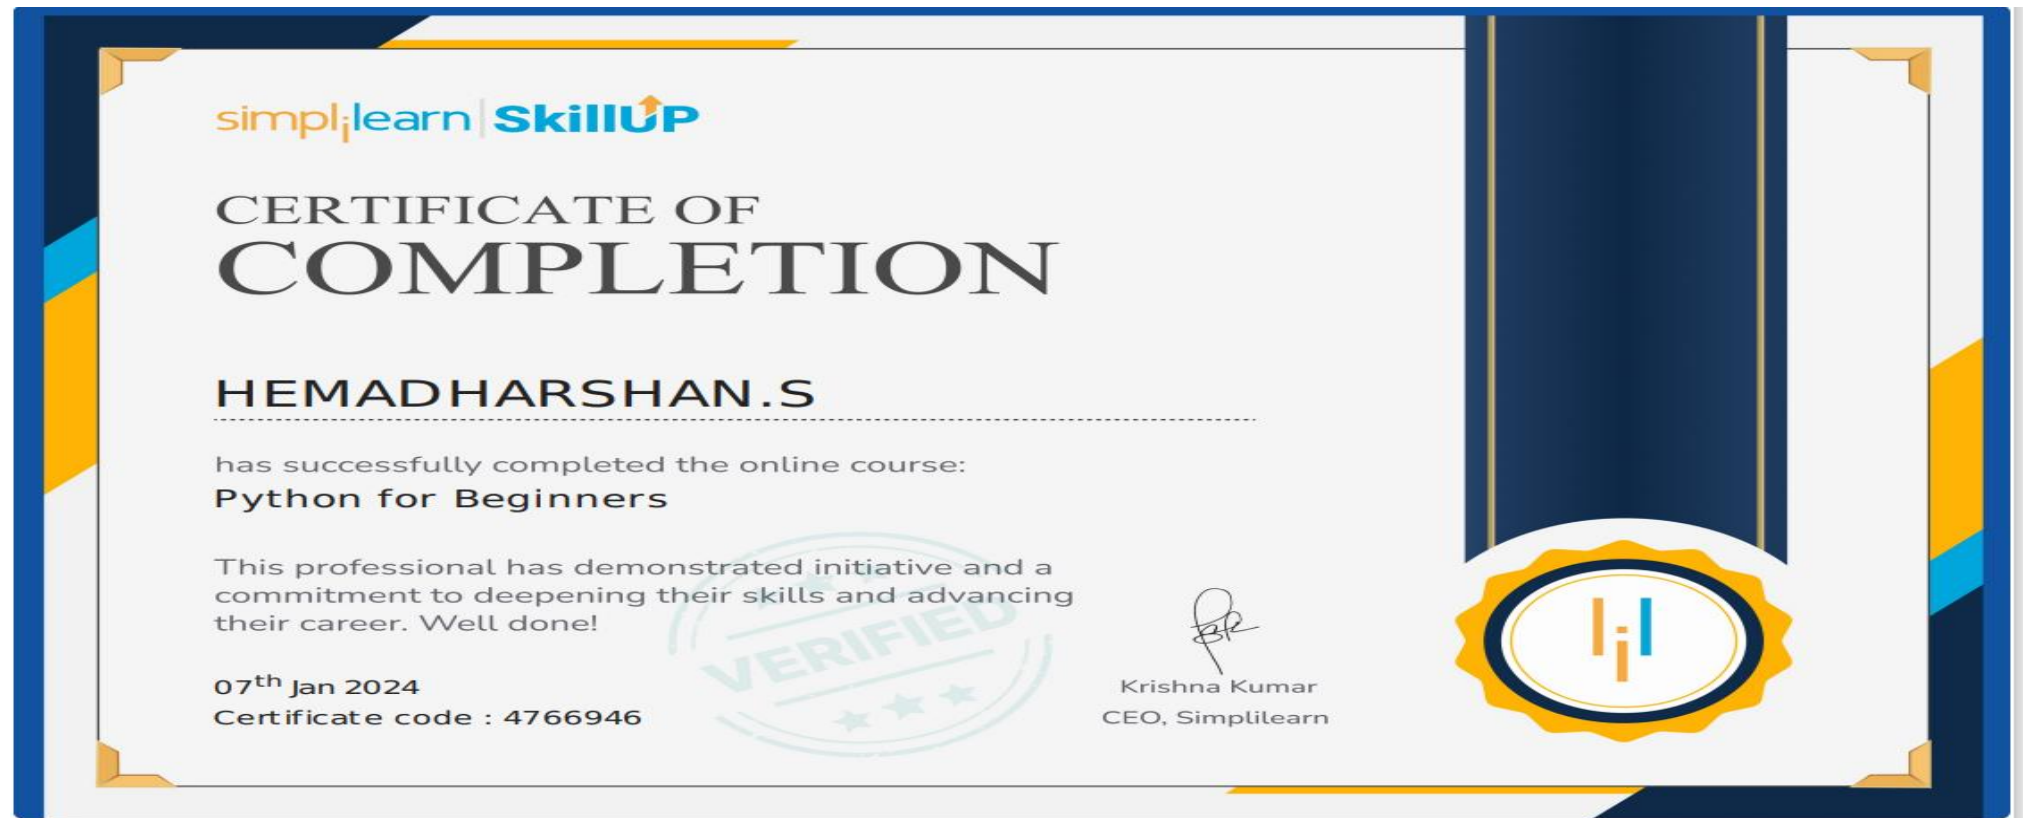 simplilearn | SkillUP
CERTIFICATE OF
COMPLETION
HEMADHARSHAN.S
has successfully completed the online course:
Python for Beginners
This professional has demonstrated initiative and a
commitment to deepening their skills and advancing
their career. Well done!
VERIFIED
07th Jan 2024
Certificate code : 4766946
Krishna Kumar
CEO, Simplilearn